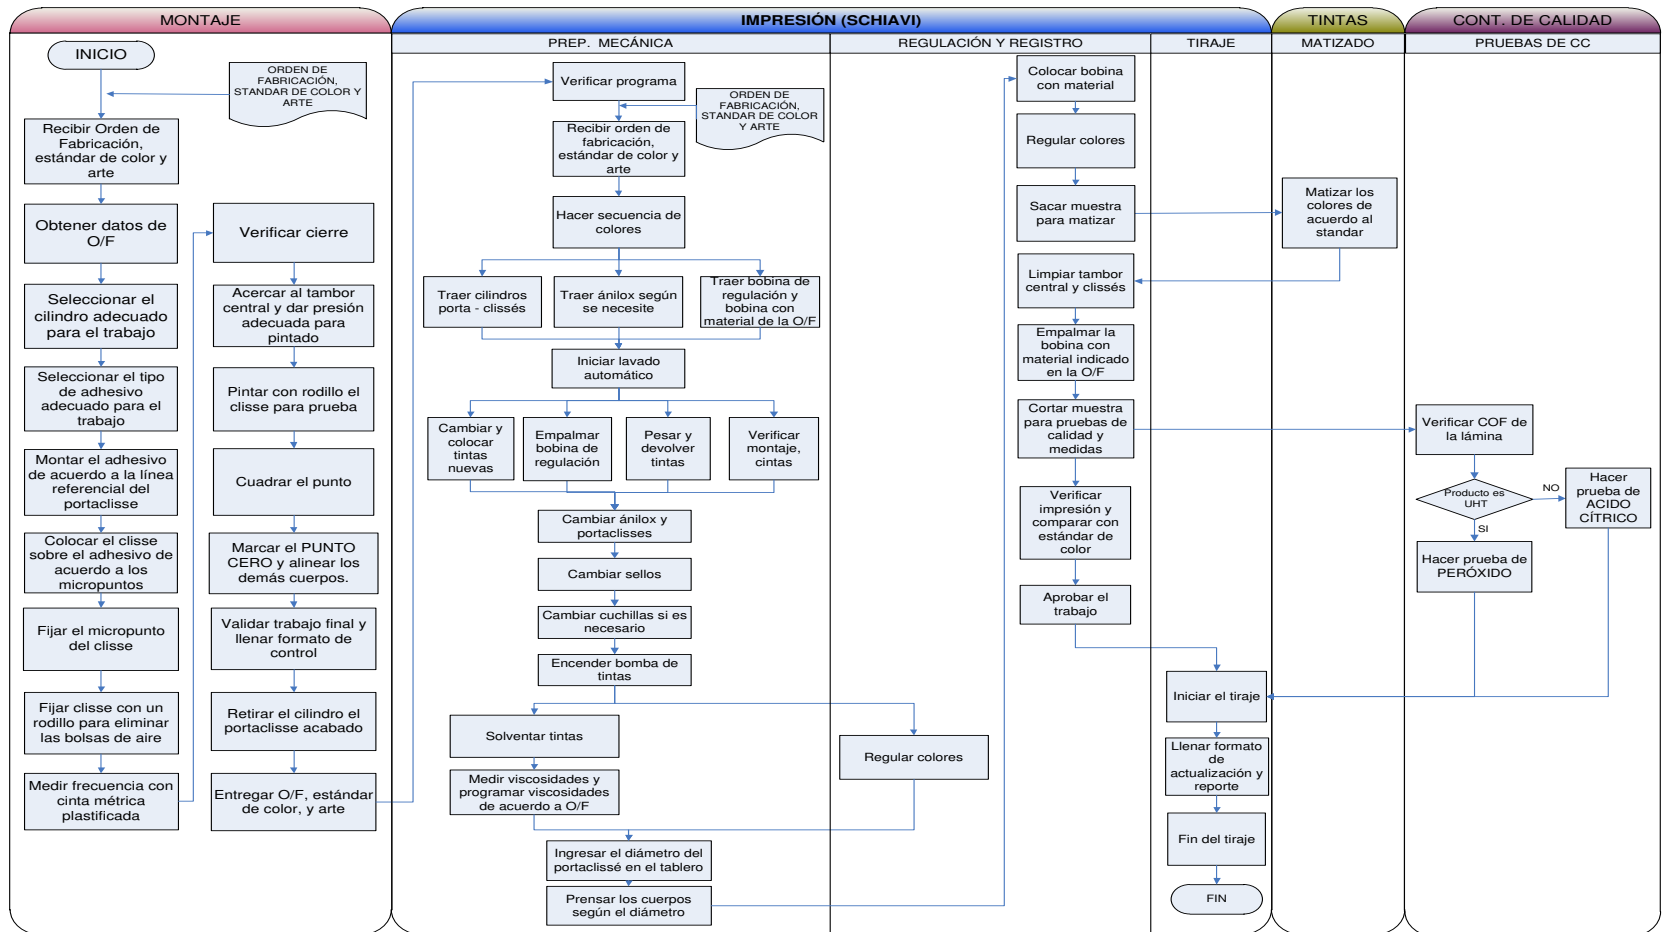 MONTAJE
IMPRESIÓN (SCHIAVI)
TINTAS
CONT. DE CALIDAD
PREP. MECÁNICA
REGULACIÓN Y REGISTRO
TIRAJE
MATIZADO
PRUEBAS DE CC
INICIO
ORDEN DE
FABRICACIÓN,
STANDAR DE COLOR Y
ARTE
Recibir Orden de
Fabricación,
estándar de color y
arte
Obtener datos de
O/F
Seleccionar el
cilindro adecuado
para el trabajo
Seleccionar el tipo
de adhesivo
adecuado para el
trabajo
Montar el adhesivo
de acuerdo a la línea
referencial del
portaclisse
Colocar el clisse
sobre el adhesivo de
acuerdo a los
micropuntos
Fijar el micropunto
del clisse
Fijar clisse con un
rodillo para eliminar
las bolsas de aire
Medir frecuencia con
cinta métrica
plastificada
Verificar cierre
Acercar al tambor
central y dar presión
adecuada para
pintado
Pintar con rodillo el
clisse para prueba
Cuadrar el punto
Marcar el PUNTO
CERO y alinear los
demás cuerpos.
Validar trabajo final y
llenar formato de
control
Retirar el cilindro el
portaclisse acabado
Entregar O/F, estándar
de color, y arte
Verificar programa
ORDEN DE
FABRICACIÓN,
STANDAR DE COLOR
Y ARTE
Recibir orden de
fabricación,
estándar de color y
arte
Hacer secuencia de
colores
Traer cilindros
porta - clissés
Traer ánilox según
se necesite
Traer bobina de
regulación y
bobina con
material de la O/F
Iniciar lavado
automático
Cambiar y
colocar
tintas
nuevas
Empalmar
bobina de
regulación
Pesar y
devolver
tintas
Verificar
montaje,
cintas
Cambiar ánilox y
portaclisses
Cambiar sellos
Cambiar cuchillas si es
necesario
Encender bomba de
tintas
Solventar tintas
Medir viscosidades y
programar viscosidades
de acuerdo a O/F
Regular colores
Ingresar el diámetro del
portaclissé en el tablero
Prensar los cuerpos
según el diámetro
Colocar bobina
con material
Regular colores
Sacar muestra
para matizar
Limpiar tambor
central y clissés
Empalmar la
bobina con
material indicado
en la O/F
Cortar muestra
para pruebas de
calidad y
medidas
Verificar
impresión y
comparar con
estándar de
color
Aprobar el
trabajo
Iniciar el tiraje
Llenar formato
de
actualización y
reporte
Fin del tiraje
FIN
Matizar los
colores de
acuerdo al
standar
Verificar COF de
la lámina
Producto es
UHT
NO
SI
Hacer
prueba de
ACIDO
CÍTRICO
Hacer prueba de
PERÓXIDO